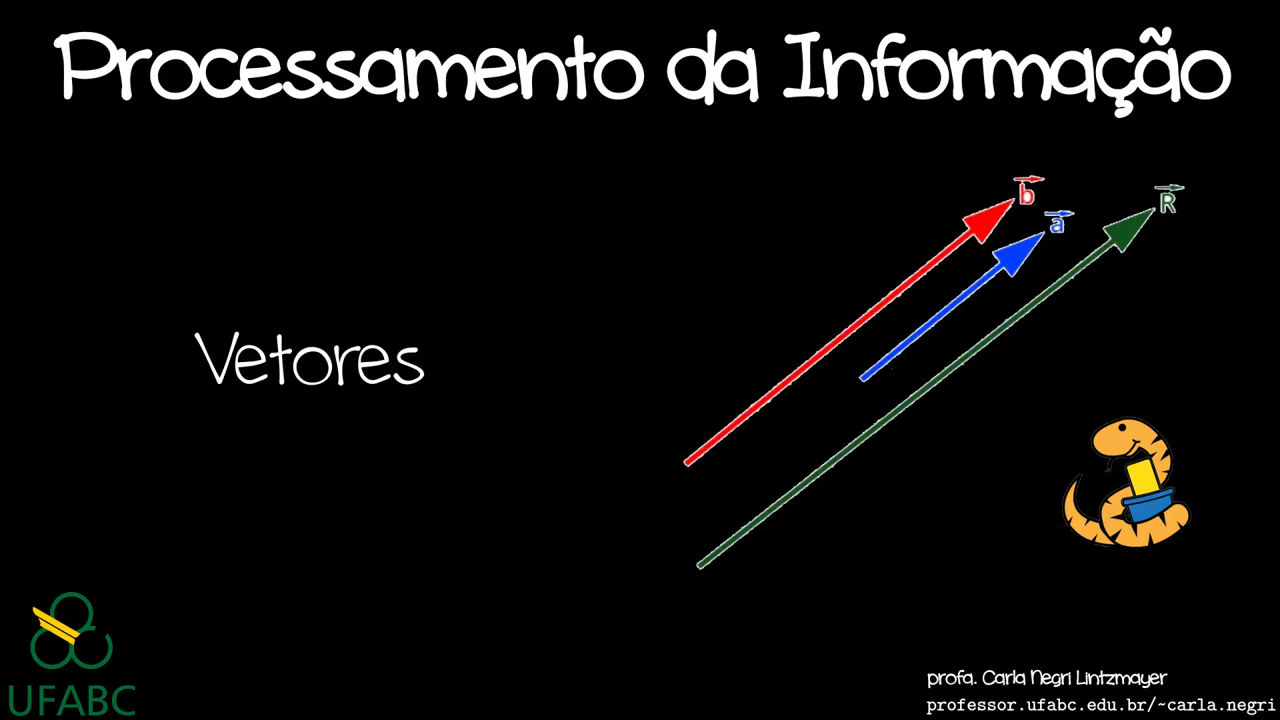 Processamento da Informação
b
a
R
Vetores
UFABC
profa. Carla Negri Lintzmayer
professor.ufabc.edu.br/~carla.negri